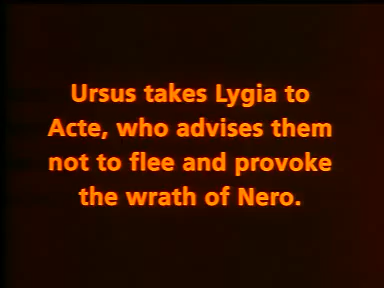 Ursus takes Lygia to
Acte, who advises them
not to flee and provoke
the wrath of Nero.